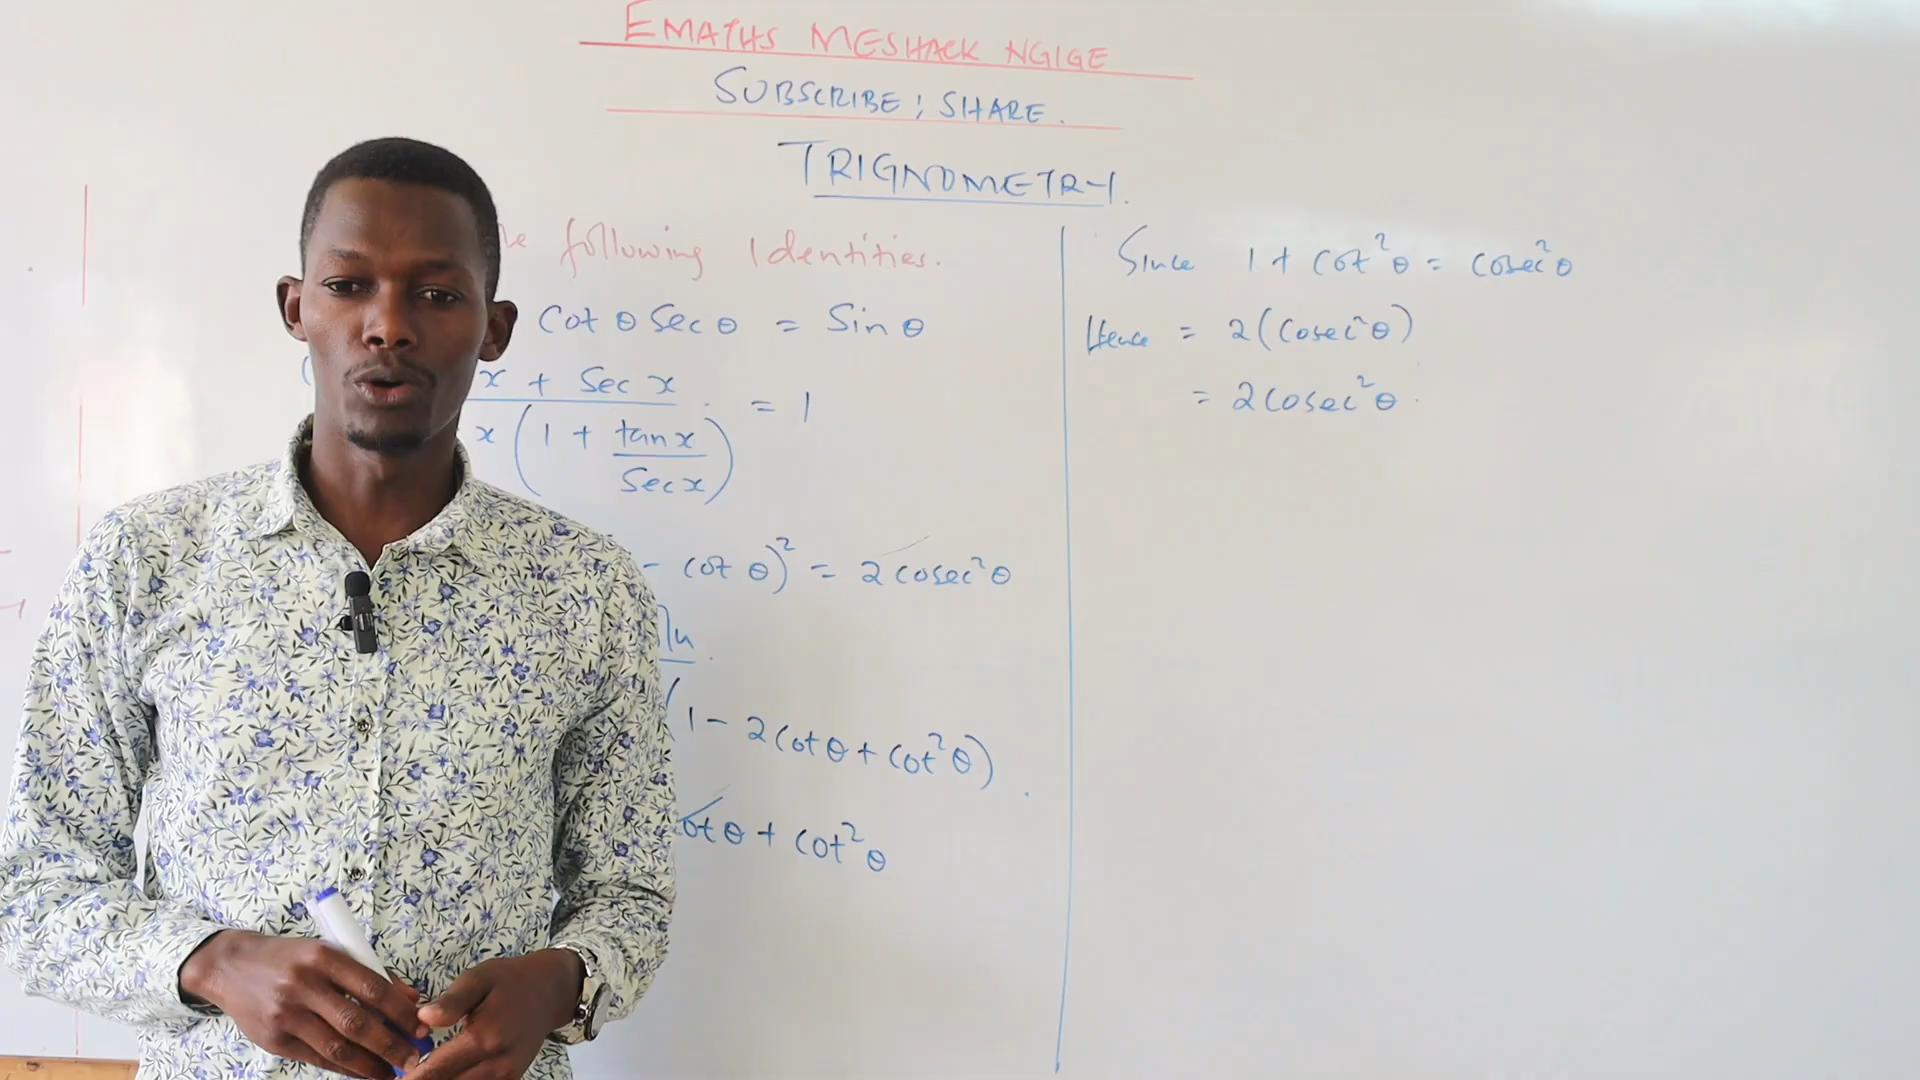 EMATHS MESHACK NGIGE
SUBSCRIBE; SHARE.
TRIGNOMETRY.
following Identities.
cot θ Sec θ = Sin θ
x + Sec x
x (1 + tan x = 1
Sec x)
- cot θ)² = 2 cosec² θ
(1 - 2 cot θ + cot² θ)
cot θ + cot² θ
Since 1 + cot² θ = cosec² θ
Hence = 2(cosec² θ)
= 2 cosec² θ.